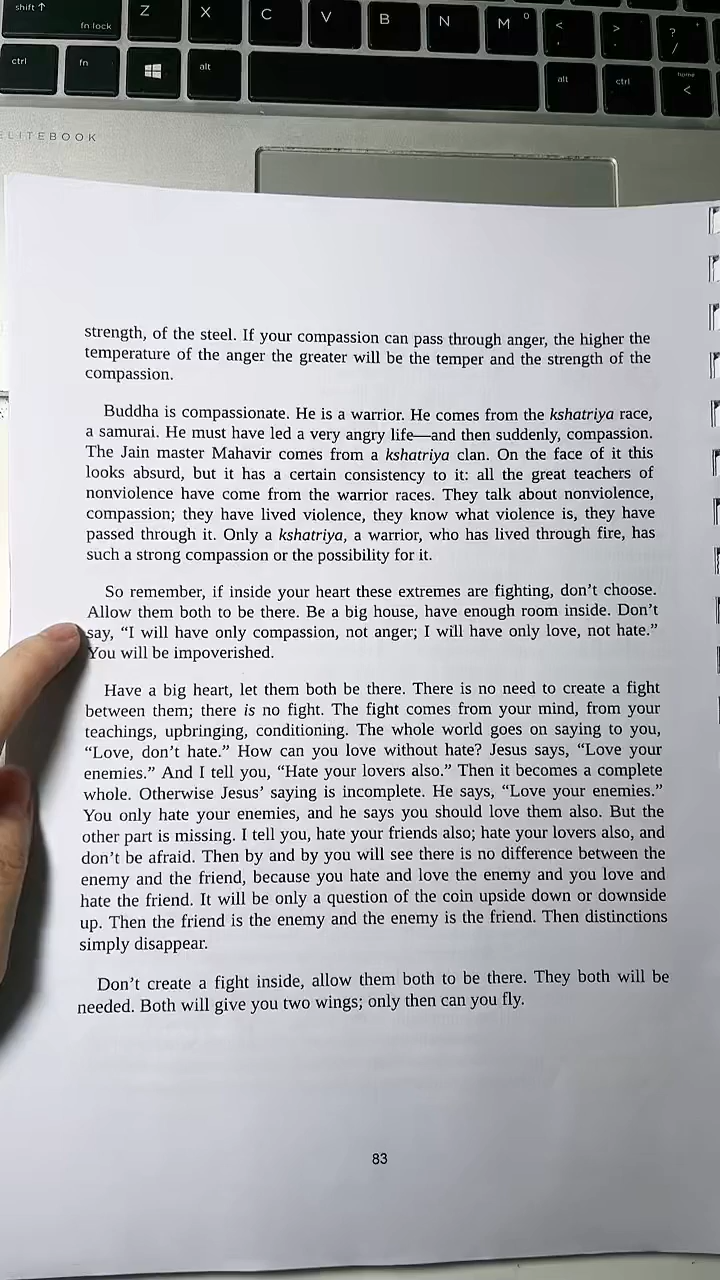 shift ↑
fn lock
Z
X
C
V
B
N
M
0
<
,
>
.
?
/
ctrl
fn
alt
alt
ctrl
home
<
ELITEBOOK
strength, of the steel. If your compassion can pass through anger, the higher the
temperature of the anger the greater will be the temper and the strength of the
compassion.
Buddha is compassionate. He is a warrior. He comes from the kshatriya race,
a samurai. He must have led a very angry life—and then suddenly, compassion.
The Jain master Mahavir comes from a kshatriya clan. On the face of it this
looks absurd, but it has a certain consistency to it: all the great teachers of
nonviolence have come from the warrior races. They talk about nonviolence,
compassion; they have lived violence, they know what violence is, they have
passed through it. Only a kshatriya, a warrior, who has lived through fire, has
such a strong compassion or the possibility for it.
So remember, if inside your heart these extremes are fighting, don’t choose.
Allow them both to be there. Be a big house, have enough room inside. Don’t
say, “I will have only compassion, not anger; I will have only love, not hate.”
You will be impoverished.
Have a big heart, let them both be there. There is no need to create a fight
between them; there is no fight. The fight comes from your mind, from your
teachings, upbringing, conditioning. The whole world goes on saying to you,
“Love, don’t hate.” How can you love without hate? Jesus says, “Love your
enemies.” And I tell you, “Hate your lovers also.” Then it becomes a complete
whole. Otherwise Jesus’ saying is incomplete. He says, “Love your enemies.”
You only hate your enemies, and he says you should love them also. But the
other part is missing. I tell you, hate your friends also; hate your lovers also, and
don’t be afraid. Then by and by you will see there is no difference between the
enemy and the friend, because you hate and love the enemy and you love and
hate the friend. It will be only a question of the coin upside down or downside
up. Then the friend is the enemy and the enemy is the friend. Then distinctions
simply disappear.
Don’t create a fight inside, allow them both to be there. They both will be
needed. Both will give you two wings; only then can you fly.
83